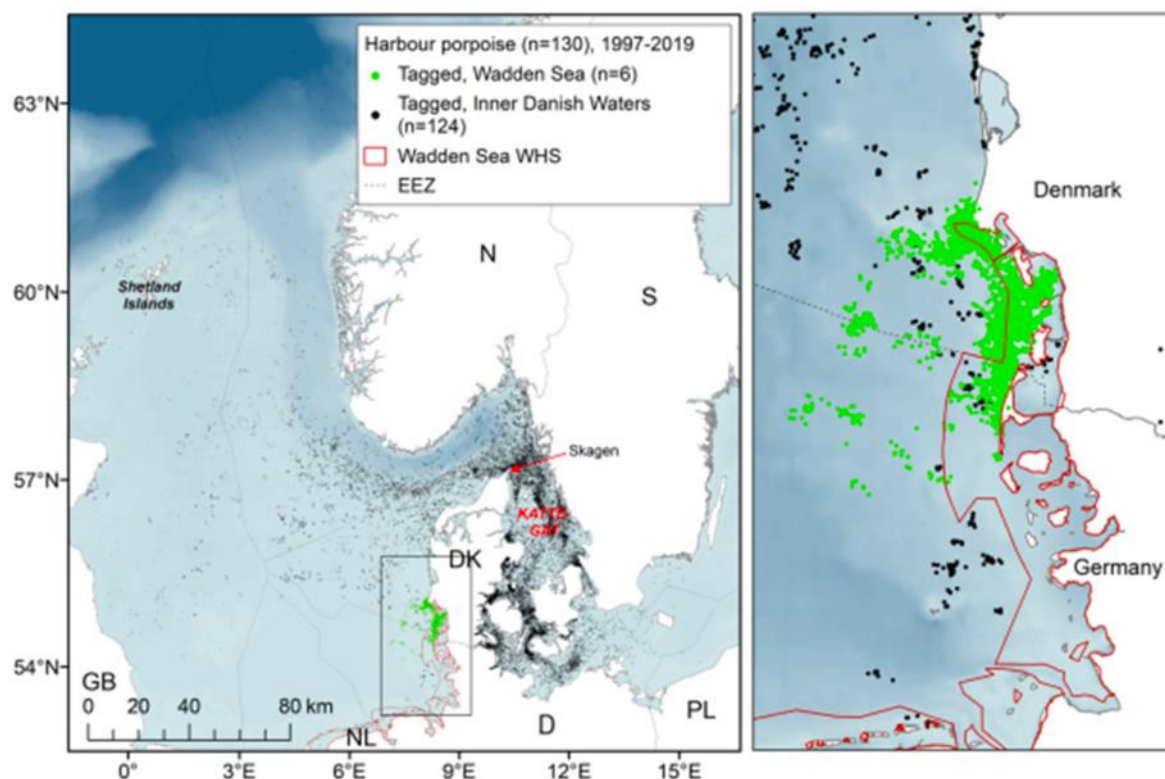 Harbour porpoise (n=130), 1997-2019
Tagged, Wadden Sea (n=6)
Tagged, Inner Danish Waters
(n=124)
Wadden Sea WHS
EEZ
63°N
60°N
57°N
54°N
Shetland
Islands
N
S
Skagen
KATTE
GAT
DK
GB
0 20 40 80 km
NL
D
PL
0° 3°E 6°E 9°E 12°E 15°E
Denmark
Germany